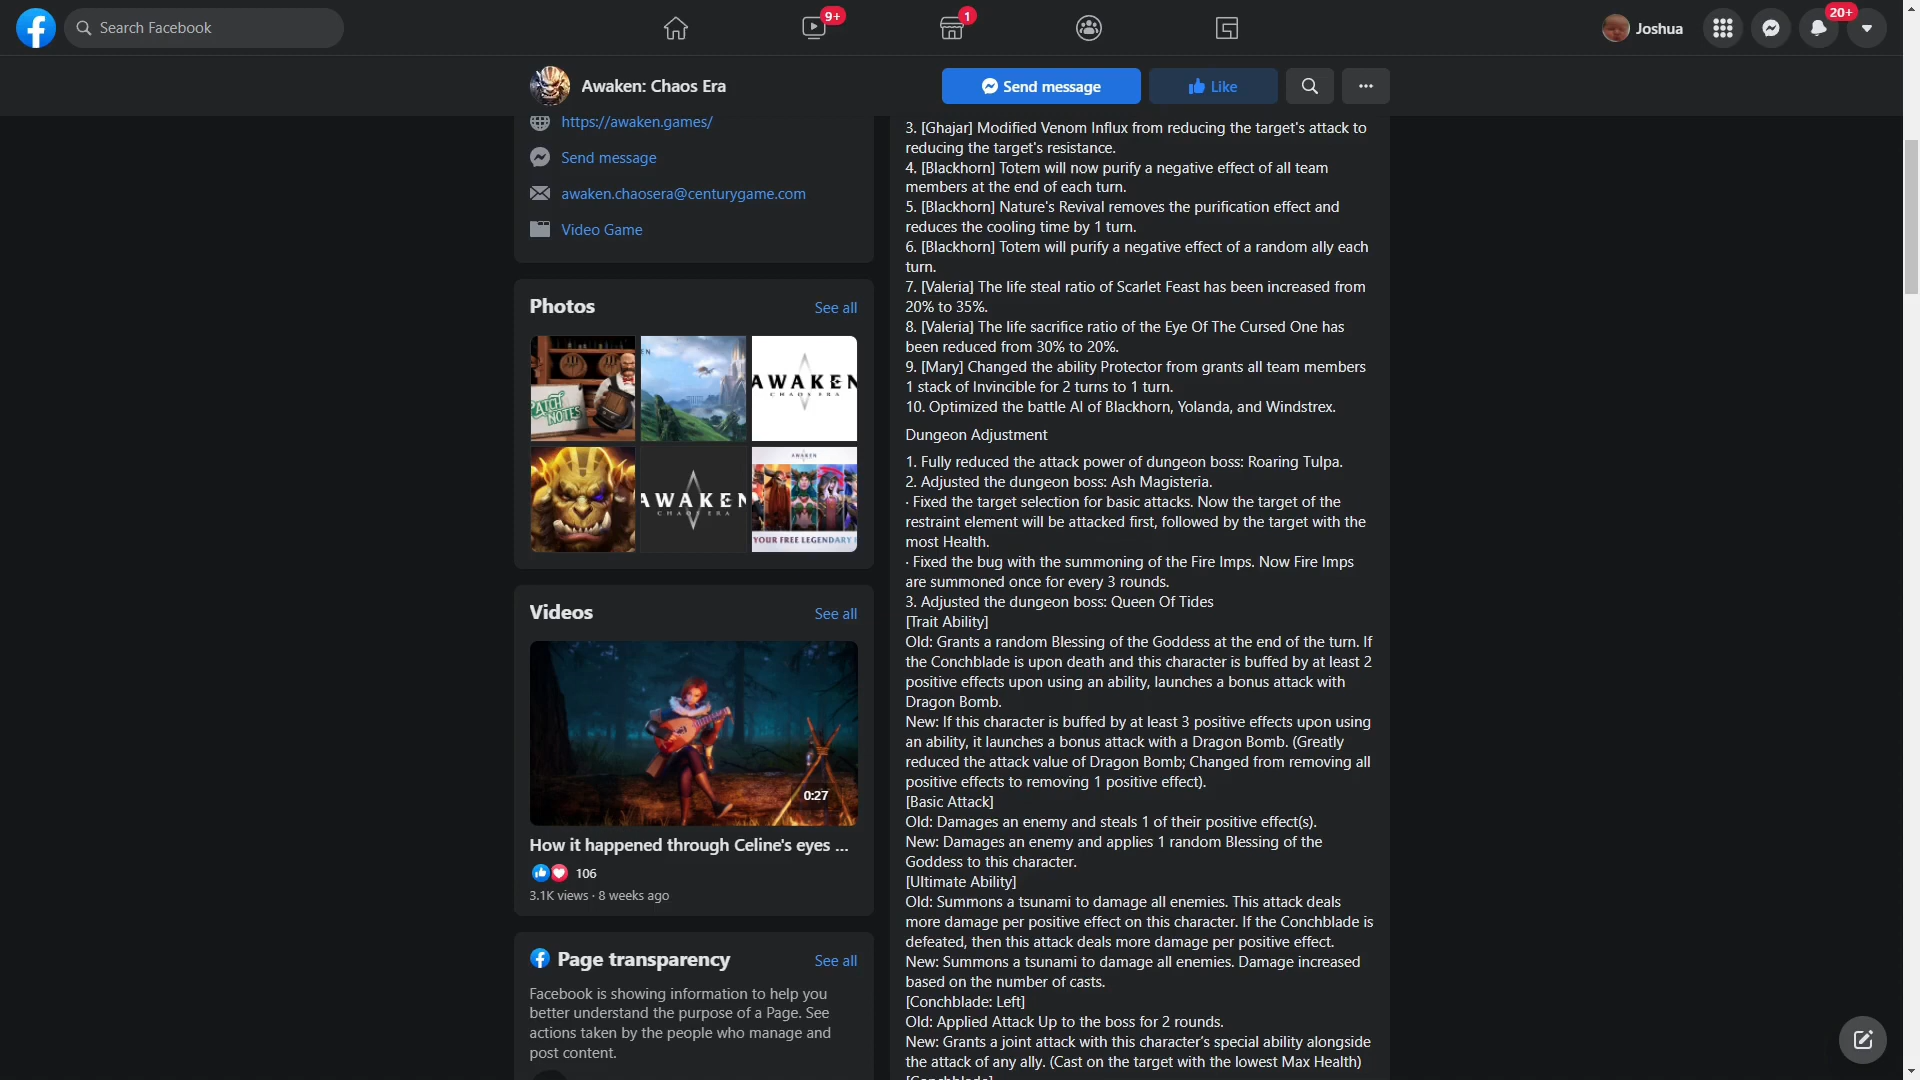 Search Facebook
9+
1
Joshua
20+
Awaken: Chaos Era
Send message
Like
https://awaken.games/
Send message
awaken.chaosera@centurygame.com
Video Game
Photos
See all
PATCH
NOTES
EN
AWAKEN
CHAOS ERA
AWAKEN
CHAOS ERA
AWAKEN
YOUR FREE LEGENDARY
Videos
See all
0:27
How it happened through Celine's eyes ...
106
3.1K views · 8 weeks ago
Page transparency
See all
Facebook is showing information to help you
better understand the purpose of a Page. See
actions taken by the people who manage and
post content.
3. [Ghajar] Modified Venom Influx from reducing the target's attack to
reducing the target's resistance.
4. [Blackhorn] Totem will now purify a negative effect of all team
members at the end of each turn.
5. [Blackhorn] Nature's Revival removes the purification effect and
reduces the cooling time by 1 turn.
6. [Blackhorn] Totem will purify a negative effect of a random ally each
turn.
7. [Valeria] The life steal ratio of Scarlet Feast has been increased from
20% to 35%.
8. [Valeria] The life sacrifice ratio of the Eye Of The Cursed One has
been reduced from 30% to 20%.
9. [Mary] Changed the ability Protector from grants all team members
1 stack of Invincible for 2 turns to 1 turn.
10. Optimized the battle AI of Blackhorn, Yolanda, and Windstrex.
Dungeon Adjustment
1. Fully reduced the attack power of dungeon boss: Roaring Tulpa.
2. Adjusted the dungeon boss: Ash Magisteria.
· Fixed the target selection for basic attacks. Now the target of the
restraint element will be attacked first, followed by the target with the
most Health.
· Fixed the bug with the summoning of the Fire Imps. Now Fire Imps
are summoned once for every 3 rounds.
3. Adjusted the dungeon boss: Queen Of Tides
[Trait Ability]
Old: Grants a random Blessing of the Goddess at the end of the turn. If
the Conchblade is upon death and this character is buffed by at least 2
positive effects upon using an ability, launches a bonus attack with
Dragon Bomb.
New: If this character is buffed by at least 3 positive effects upon using
an ability, it launches a bonus attack with a Dragon Bomb. (Greatly
reduced the attack value of Dragon Bomb; Changed from removing all
positive effects to removing 1 positive effect).
[Basic Attack]
Old: Damages an enemy and steals 1 of their positive effect(s).
New: Damages an enemy and applies 1 random Blessing of the
Goddess to this character.
[Ultimate Ability]
Old: Summons a tsunami to damage all enemies. This attack deals
more damage per positive effect on this character. If the Conchblade is
defeated, then this attack deals more damage per positive effect.
New: Summons a tsunami to damage all enemies. Damage increased
based on the number of casts.
[Conchblade: Left]
Old: Applied Attack Up to the boss for 2 rounds.
New: Grants a joint attack with this character's special ability alongside
the attack of any ally. (Cast on the target with the lowest Max Health)